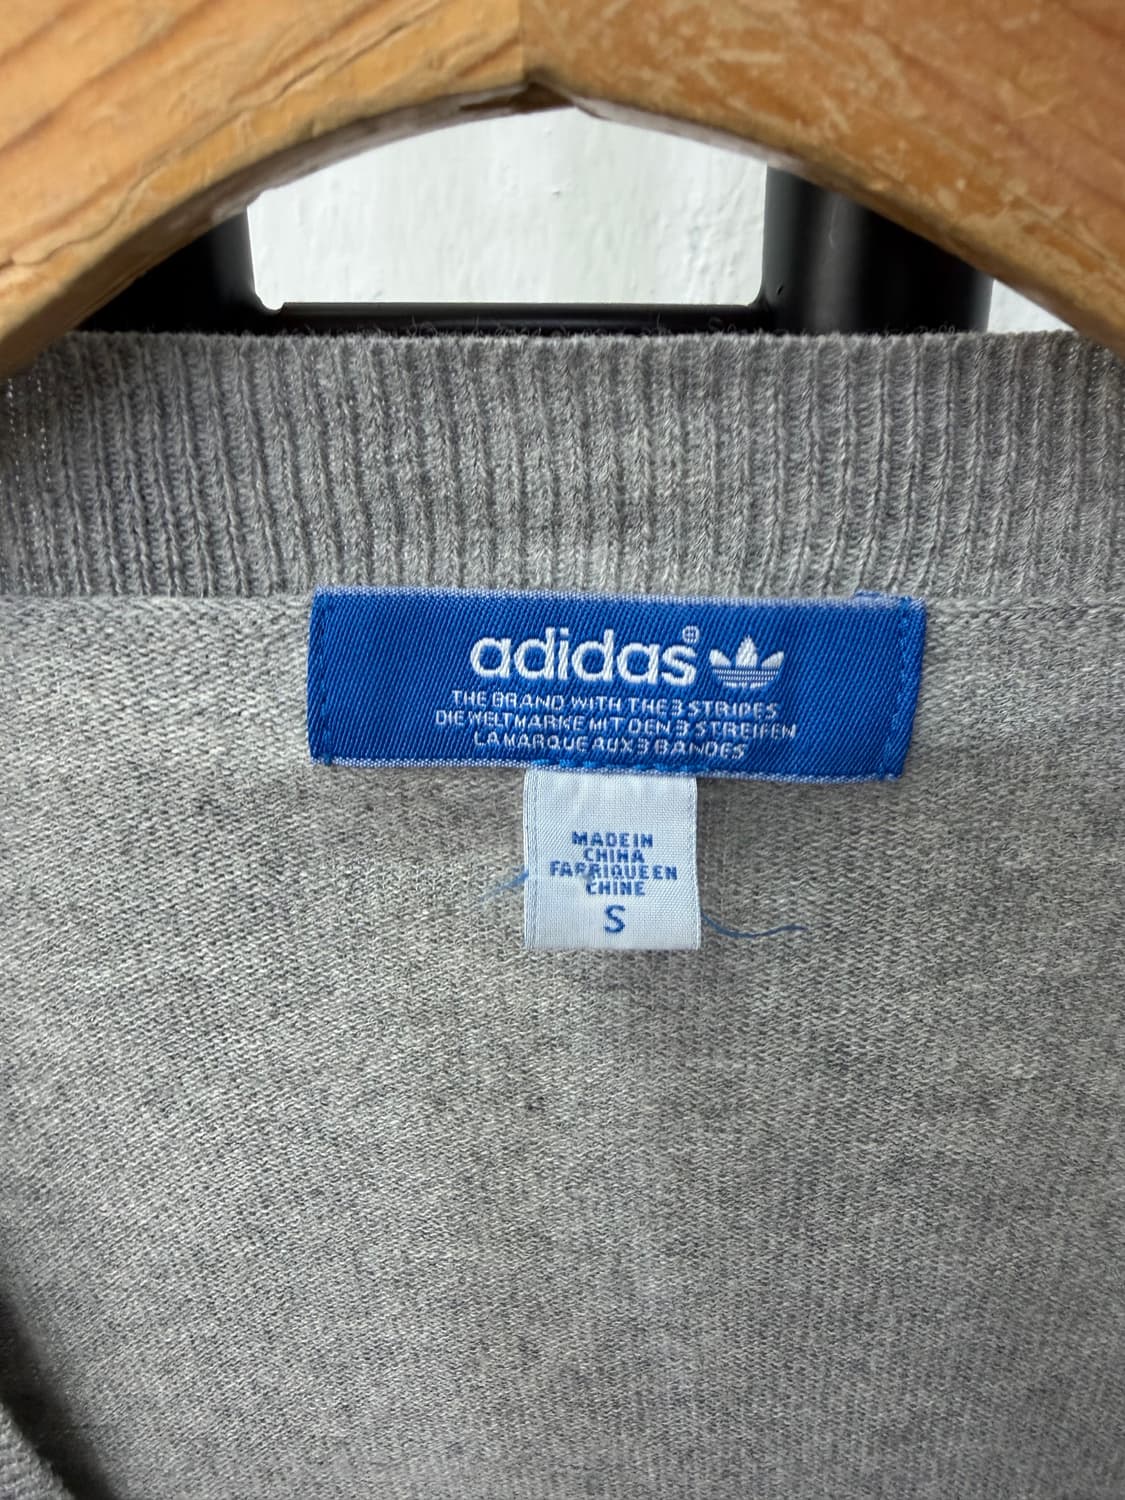 adidas®
THE BRAND WITH THE 3 STRIPES
DIE WELTMARKE MIT DEN 3 STREIFEN
LA MARQUE AUX 3 BANDES
MADE IN
CHINA
FABRIQUE EN
CHINE
S